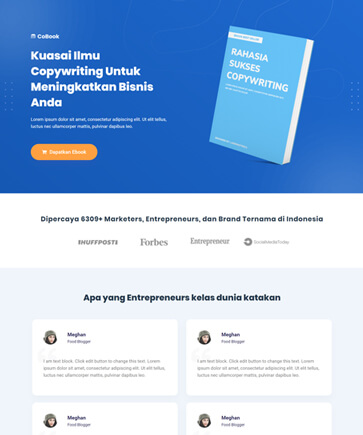 CoBook
Kuasai Ilmu
Copywriting Untuk
Meningkatkan Bisnis
Anda
Lorem ipsum dolor sit amet, consectetur adipiscing elit. Ut elit tellus,
luctus nec ullamcorper mattis, pulvinar dapibus leo.
Dapatkan Ebook
RAHASIA
SUKSES
COPYWRITING
Dipercaya 6309+ Marketers, Entrepreneurs, dan Brand Ternama di Indonesia
HUFFPOST
Forbes
Entrepreneur
SocialMediaToday
Apa yang Entrepreneurs kelas dunia katakan
Meghan
Food Blogger
I am text block. Click edit button to change this text. Lorem
ipsum dolor sit amet, consectetur adipiscing elit. Ut elit tellus,
luctus nec ullamcorper mattis, pulvinar dapibus leo.
Meghan
Food Blogger
I am text block. Click edit button to change this text. Lorem
ipsum dolor sit amet, consectetur adipiscing elit. Ut elit tellus,
luctus nec ullamcorper mattis, pulvinar dapibus leo.
Meghan
Food Blogger
Meghan
Food Blogger